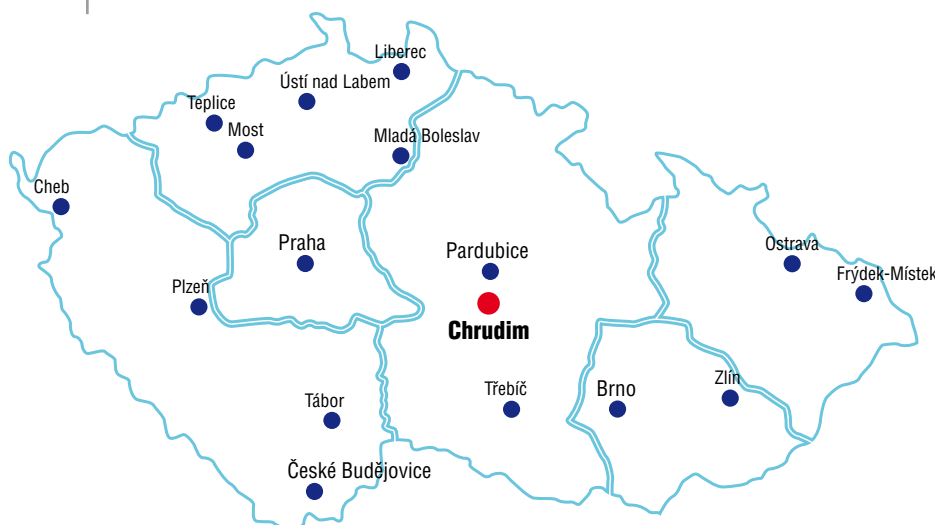 Liberec
Ústí nad Labem
Teplice
Most
Mladá Boleslav
Cheb
Praha
Pardubice
Ostrava
Frýdek-Místek
Plzeň
Chrudim
Třebíč
Brno
Zlín
Tábor
České Budějovice